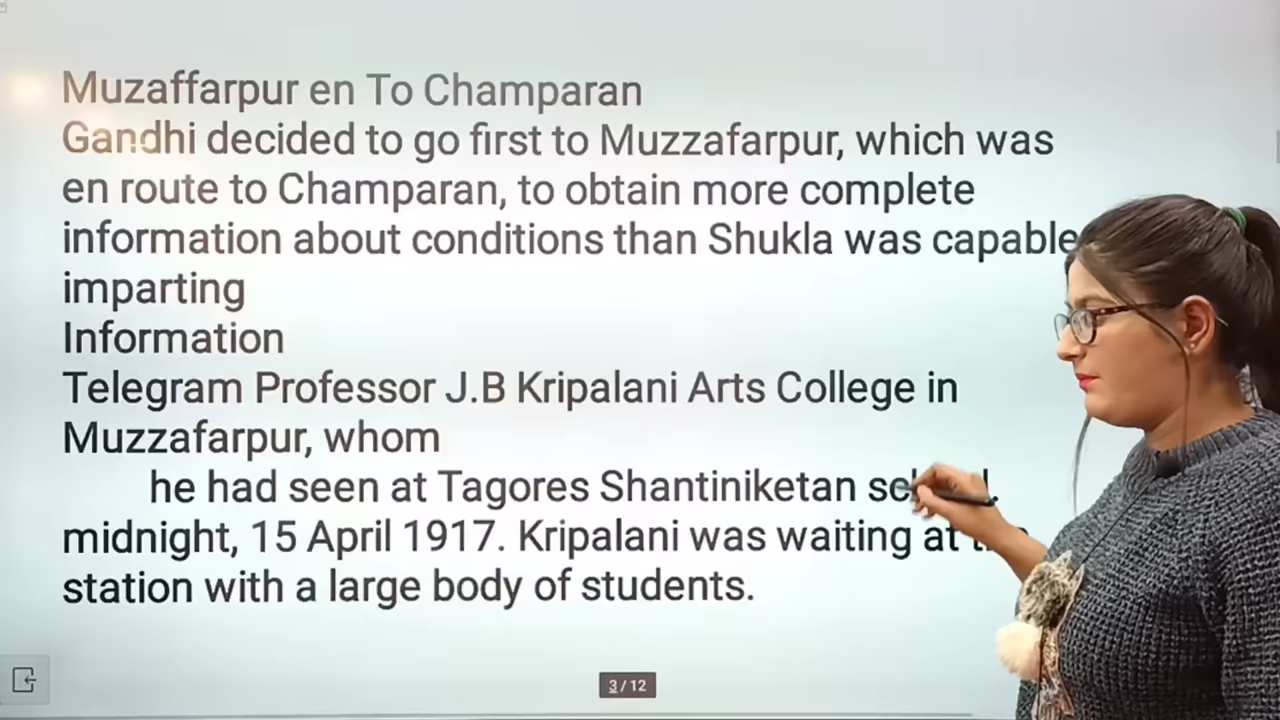 Muzaffarpur en To Champaran
Gandhi decided to go first to Muzzafarpur, which was
en route to Champaran, to obtain more complete
information about conditions than Shukla was capable
imparting
Information
Telegram Professor J.B Kripalani Arts College in
Muzzafarpur, whom
he had seen at Tagores Shantiniketan
midnight, 15 April 1917. Kripalani was waiting at
station with a large body of students.
3 / 12